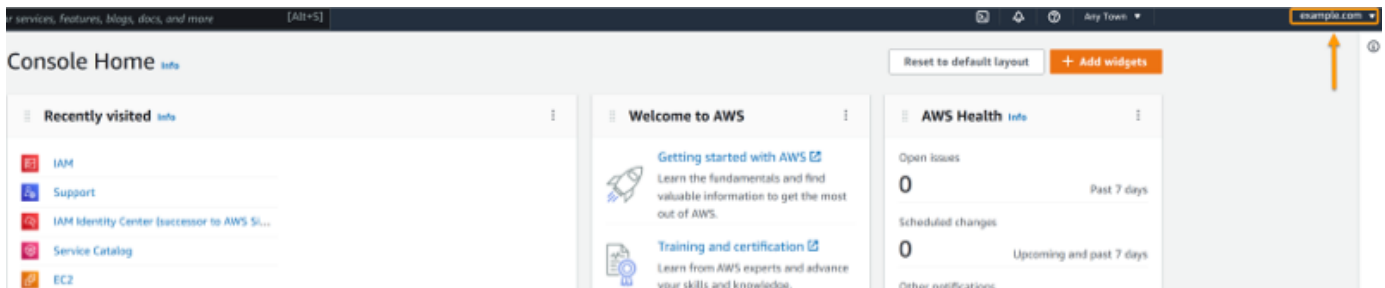 r services, features, blogs, docs, and more [Alt+S] Any Town ▼ example.com ▼
Console Home Info
Reset to default layout + Add widgets
Recently visited Info
IAM
Support
IAM Identity Center (successor to AWS Si...
Service Catalog
EC2
Welcome to AWS
Getting started with AWS
Learn the fundamentals and find
valuable information to get the most
out of AWS.
Training and certification
Learn from AWS experts and advance
your skills and knowledge.
AWS Health Info
Open issues
0 Past 7 days
Scheduled changes
0 Upcoming and past 7 days
Other notifications